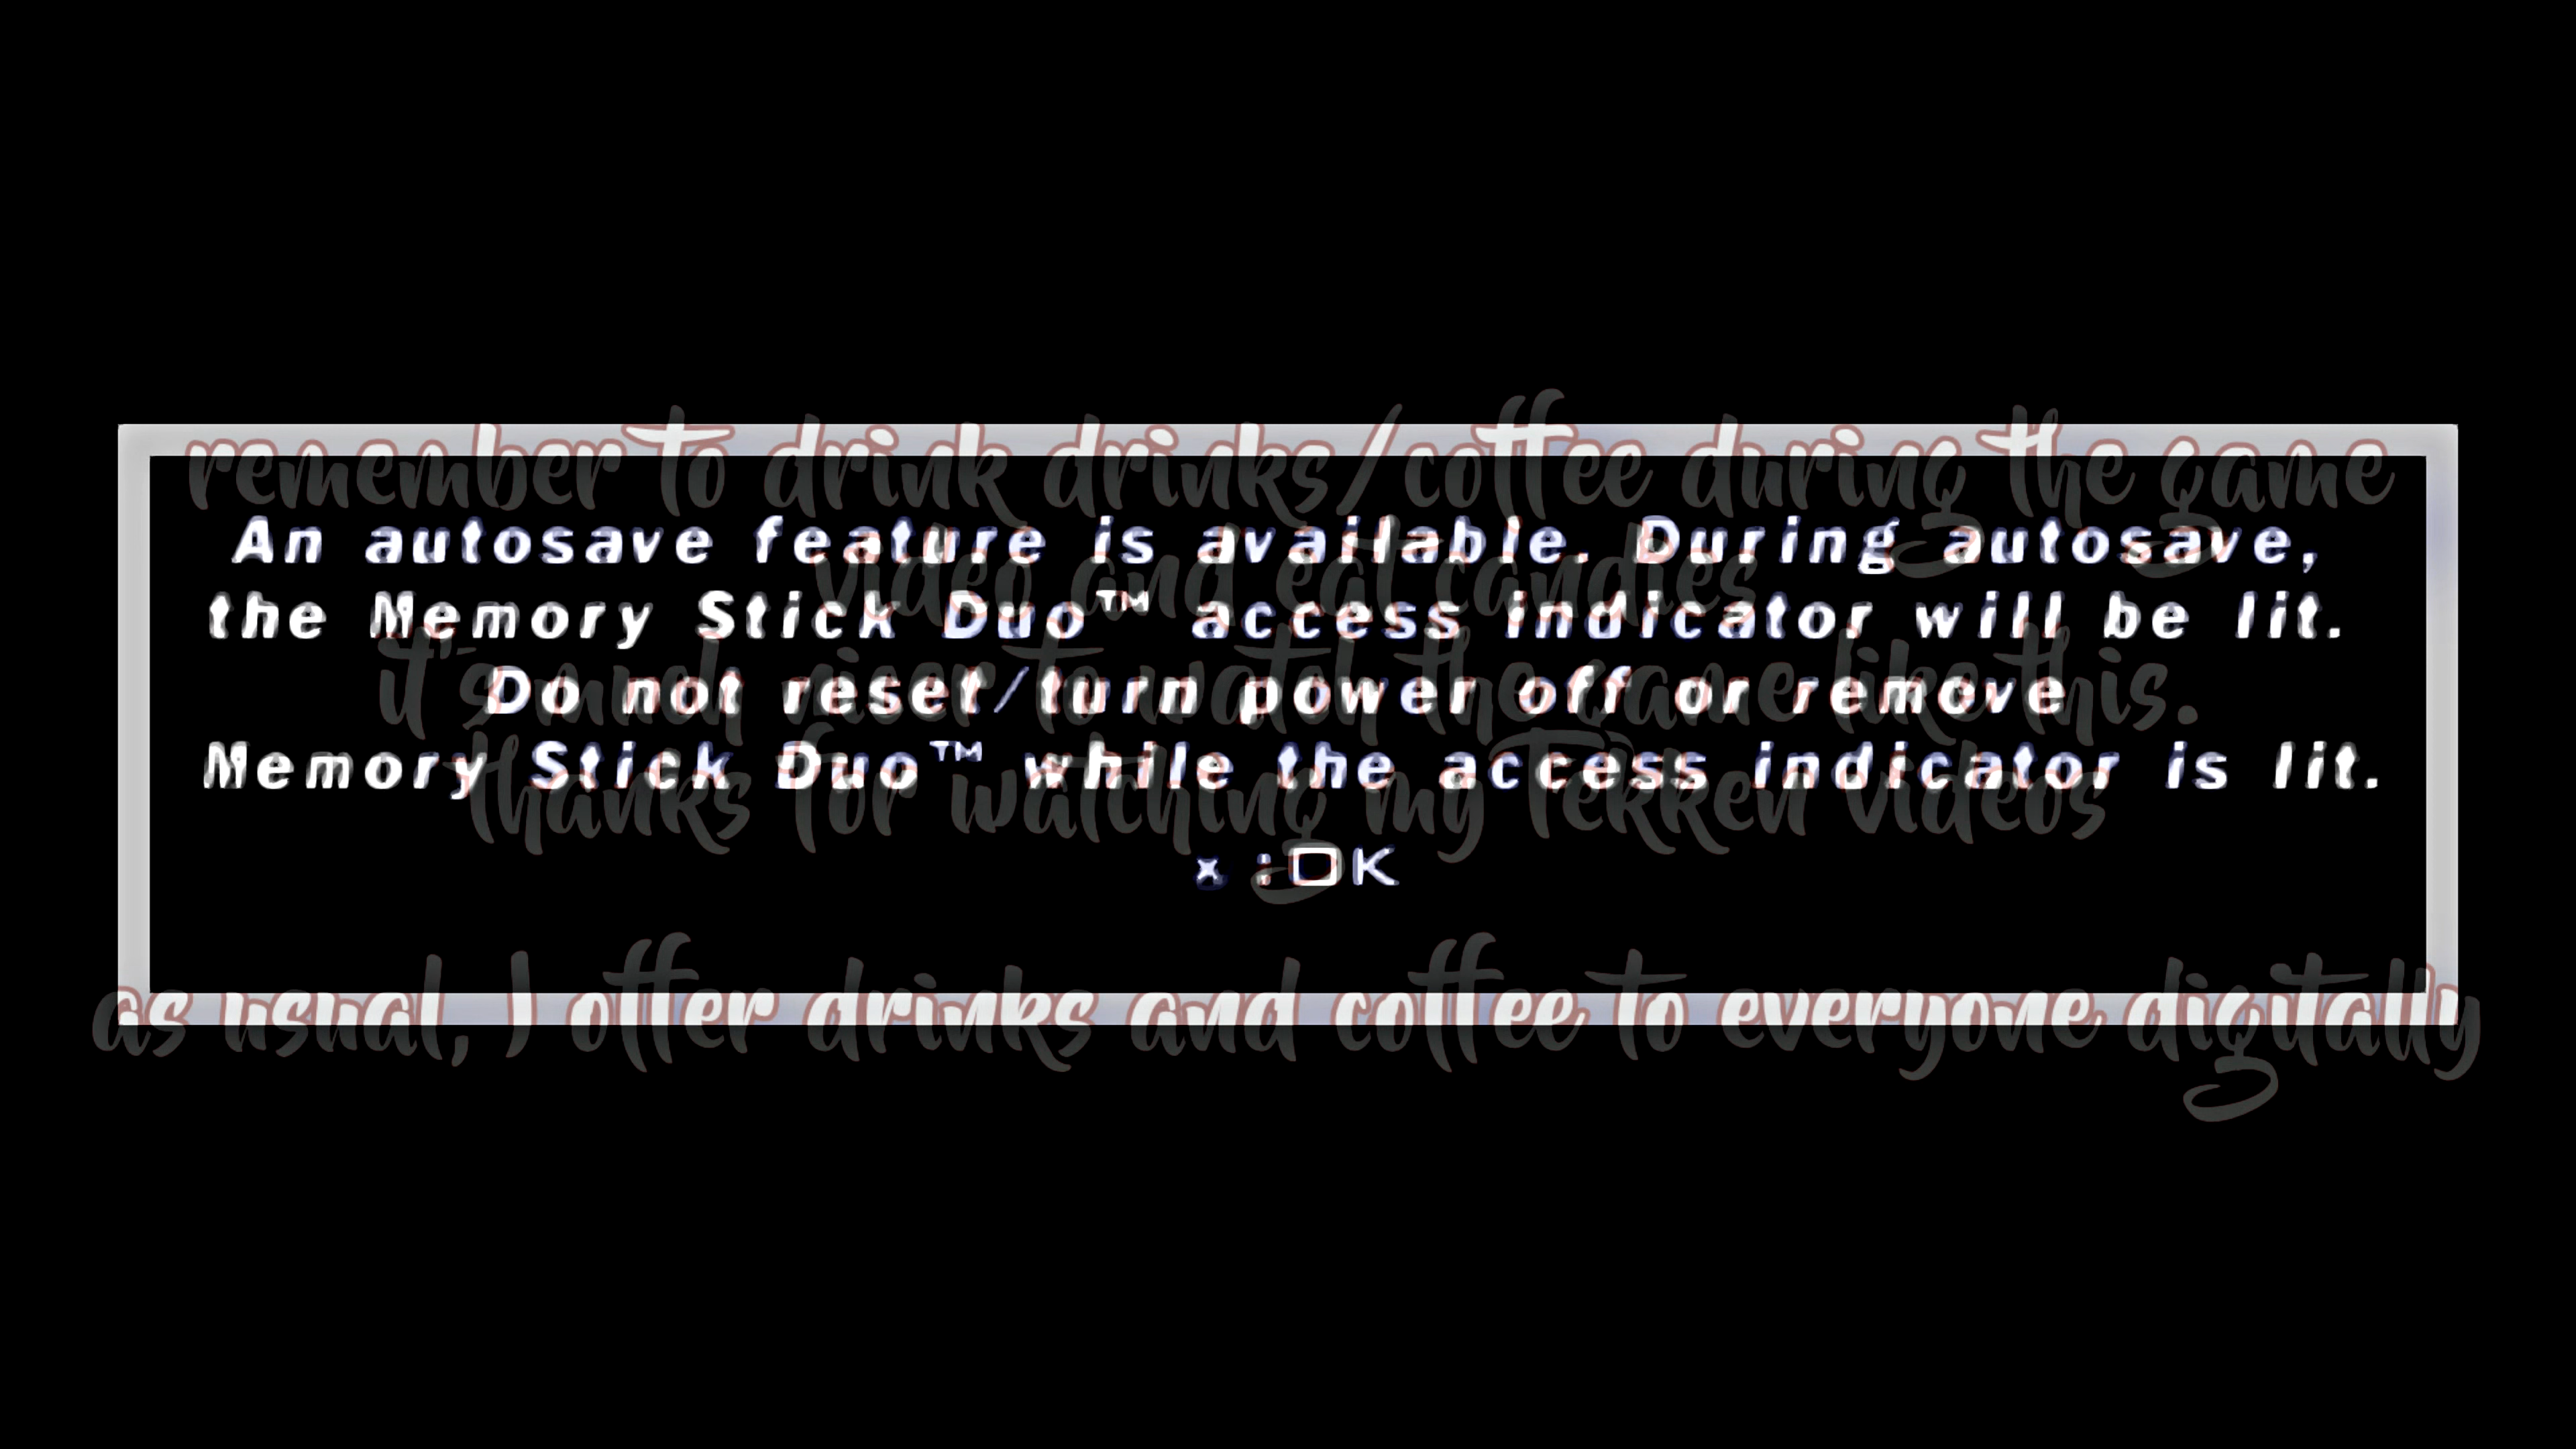 remember to drink drinks/coffee during the game
An autosave feature is available. During autosave,
video and eat candies
the Memory Stick Duo™ access indicator will be lit.
it's much nicer to watch the game like this.
Do not reset/turn power off or remove
Memory Stick Duo™ while the access indicator is lit.
thanks for watching my Tekken videos
× :OK
as usual, I offer drinks and coffee to everyone digitally